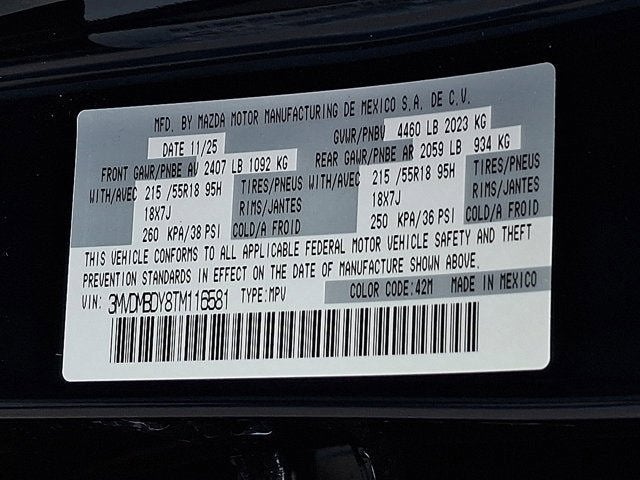 MFD. BY MAZDA MOTOR MANUFACTURING DE MEXICO S.A. DE C.V.
DATE 11/25 GVWR/PNBV 4460 LB 2023 KG
FRONT GAWR/PNBE AV 2407 LB 1092 KG REAR GAWR/PNBE AR 2059 LB 934 KG
WITH/AVEC 215 /55R18 95H TIRES/PNEUS WITH/AVEC 215 /55R18 95H TIRES/PNEUS
18X7J RIMS/JANTES 18X7J RIMS/JANTES
260 KPA/38 PSI COLD/A FROID 250 KPA/36 PSI COLD/A FROID
THIS VEHICLE CONFORMS TO ALL APPLICABLE FEDERAL MOTOR VEHICLE SAFETY AND THEFT
PREVENTION STANDARDS IN EFFECT ON THE DATE OF MANUFACTURE SHOWN ABOVE.
VIN: 3MVDMBDY8TM116581 TYPE:MPV COLOR CODE:42M MADE IN MEXICO